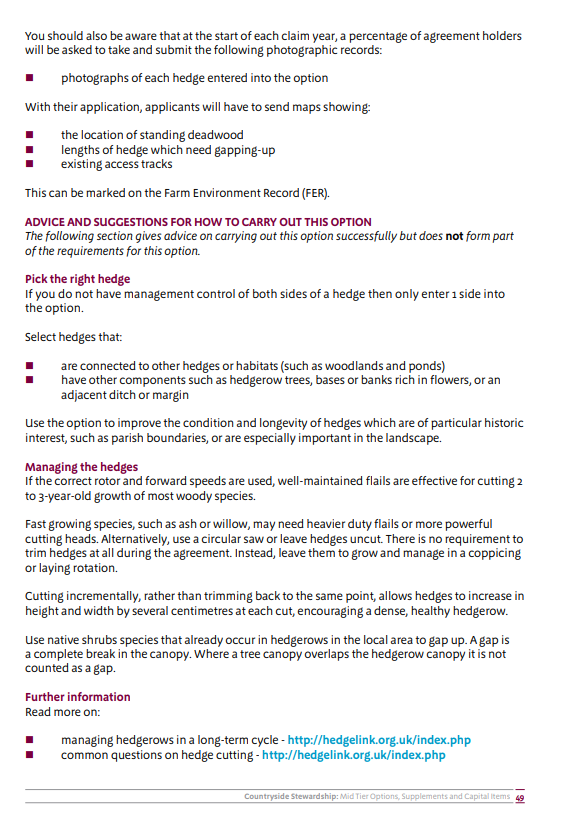 You should also be aware that at the start of each claim year, a percentage of agreement holders
will be asked to take and submit the following photographic records:
■ photographs of each hedge entered into the option
With their application, applicants will have to send maps showing:
■ the location of standing deadwood
■ lengths of hedge which need gapping-up
■ existing access tracks
This can be marked on the Farm Environment Record (FER).
ADVICE AND SUGGESTIONS FOR HOW TO CARRY OUT THIS OPTION
The following section gives advice on carrying out this option successfully but does not form part
of the requirements for this option.
Pick the right hedge
If you do not have management control of both sides of a hedge then only enter 1 side into
the option.
Select hedges that:
■ are connected to other hedges or habitats (such as woodlands and ponds)
■ have other components such as hedgerow trees, bases or banks rich in flowers, or an
adjacent ditch or margin
Use the option to improve the condition and longevity of hedges which are of particular historic
interest, such as parish boundaries, or are especially important in the landscape.
Managing the hedges
If the correct rotor and forward speeds are used, well-maintained flails are effective for cutting 2
to 3-year-old growth of most woody species.
Fast growing species, such as ash or willow, may need heavier duty flails or more powerful
cutting heads. Alternatively, use a circular saw or leave hedges uncut. There is no requirement to
trim hedges at all during the agreement. Instead, leave them to grow and manage in a coppicing
or laying rotation.
Cutting incrementally, rather than trimming back to the same point, allows hedges to increase in
height and width by several centimetres at each cut, encouraging a dense, healthy hedgerow.
Use native shrubs species that already occur in hedgerows in the local area to gap up. A gap is
a complete break in the canopy. Where a tree canopy overlaps the hedgerow canopy it is not
counted as a gap.
Further information
Read more on:
■ managing hedgerows in a long-term cycle - http://hedgelink.org.uk/index.php
■ common questions on hedge cutting - http://hedgelink.org.uk/index.php
Countryside Stewardship: Mid Tier Options, Supplements and Capital Items 49